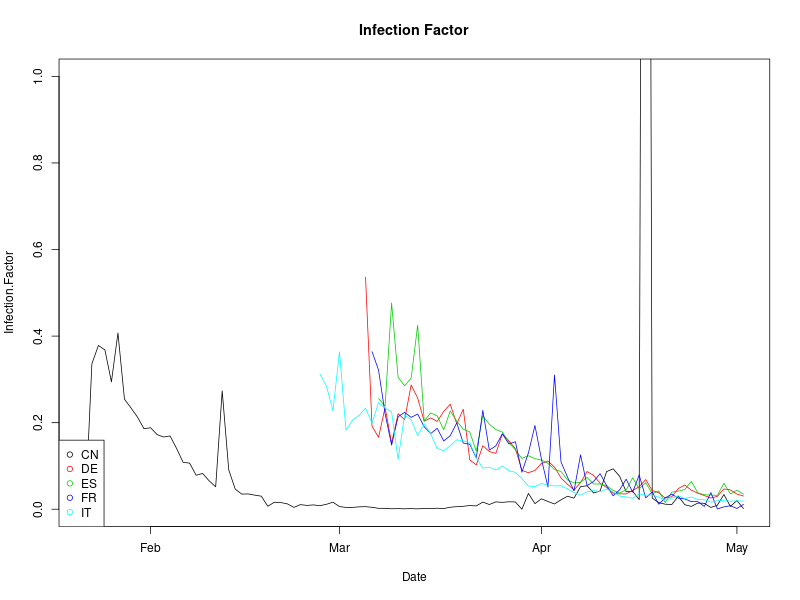 Infection Factor
Infection.Factor
1.0
0.8
0.6
0.4
0.2
0.0
CN
DE
ES
FR
IT
Feb Mar Apr May
Date